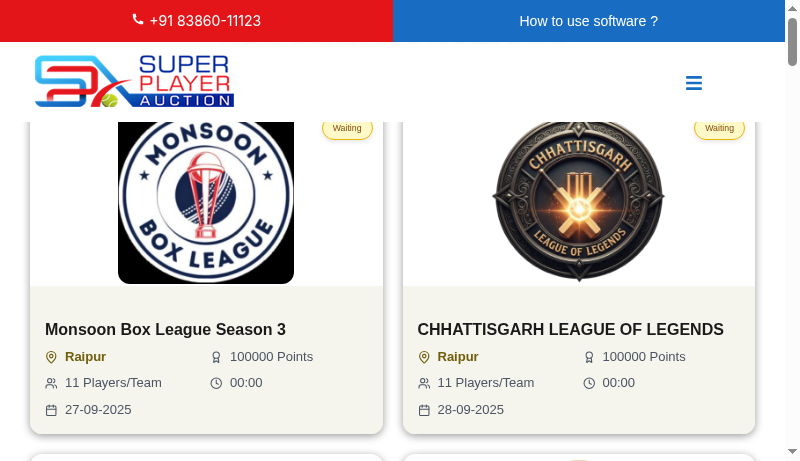 +91 83860-11123
How to use software ?
SUPER
PLAYER
AUCTION
Waiting
Waiting
MONSOON
BOX LEAGUE
CHHATTISGARH
LEAGUE OF LEGENDS
Monsoon Box League Season 3
Raipur
100000 Points
11 Players/Team
00:00
27-09-2025
CHHATTISGARH LEAGUE OF LEGENDS
Raipur
100000 Points
11 Players/Team
00:00
28-09-2025